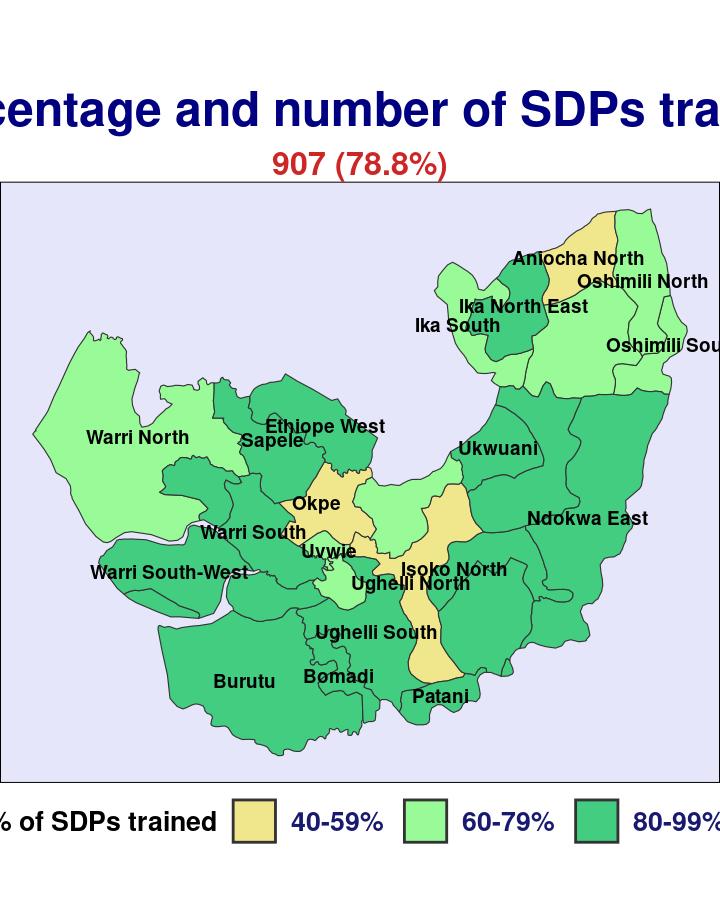 centage and number of SDPs tra
907 (78.8%)
Aniocha North
Oshimili North
Ika North East
Ika South
Oshimili Sou
Ethiope West
Warri North
Sapele
Ukwuani
Okpe
Ndokwa East
Warri South
Uvwie
Isoko North
Warri South-West
Ughelli North
Ughelli South
Bomadi
Burutu
Patani
% of SDPs trained 40-59% 60-79% 80-99%